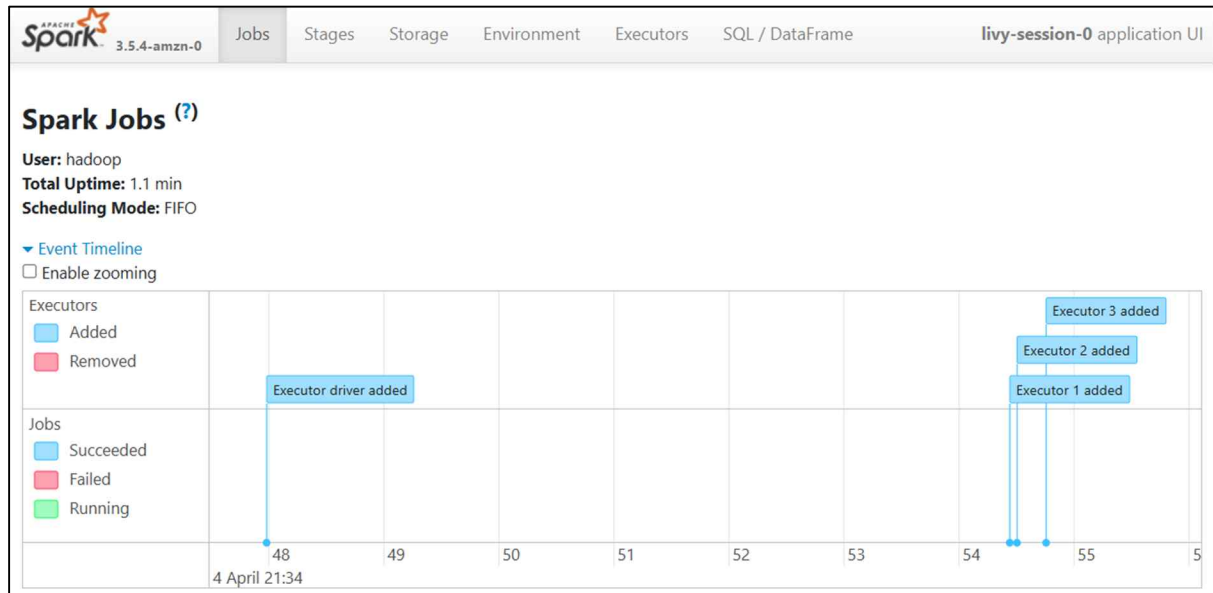 APACHE
Spark 3.5.4-amzn-0 Jobs Stages Storage Environment Executors SQL / DataFrame livy-session-0 application UI
Spark Jobs (?)
User: hadoop
Total Uptime: 1.1 min
Scheduling Mode: FIFO
Event Timeline
Enable zooming
Executors
Added
Removed
Executor 3 added
Executor 2 added
Executor driver added
Executor 1 added
Jobs
Succeeded
Failed
Running
48 49 50 51 52 53 54 55 5
4 April 21:34